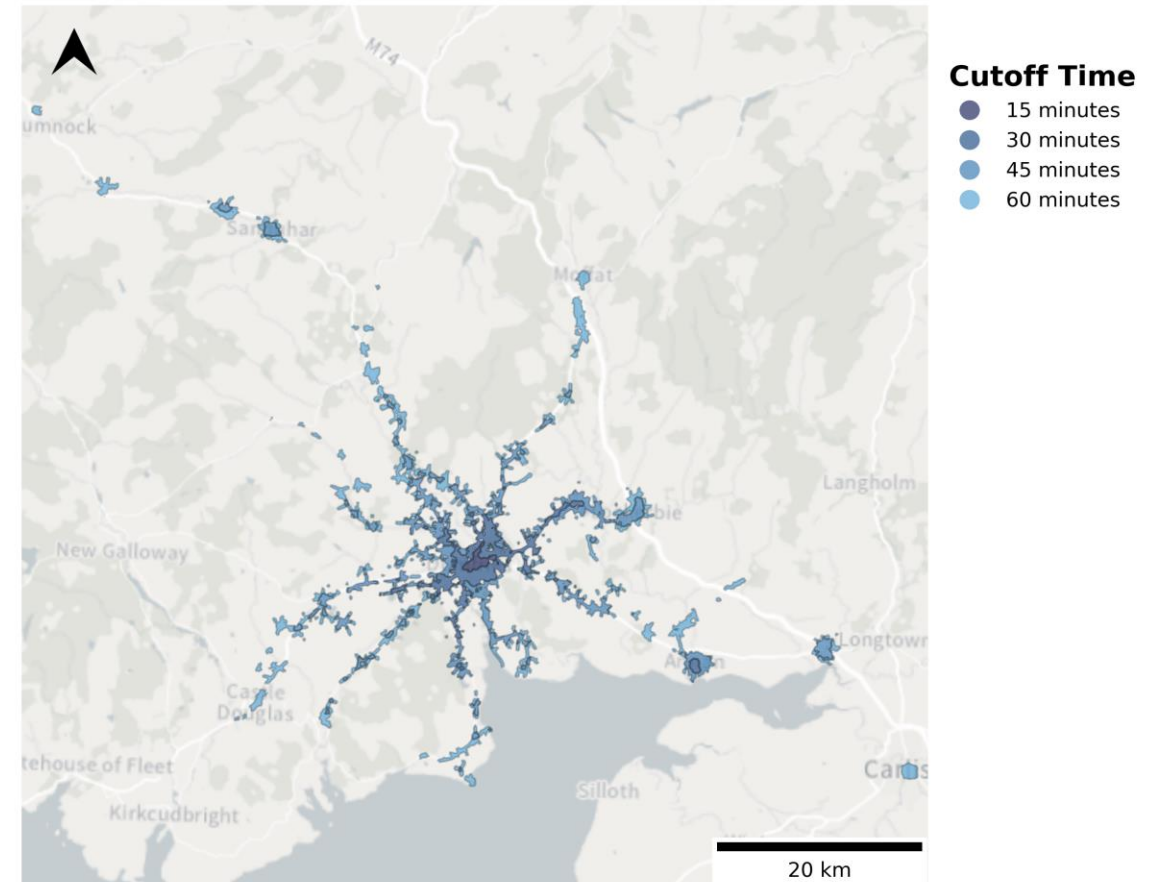 M74
Cutoff Time
15 minutes
30 minutes
45 minutes
60 minutes
umnock
Moffat
Langholm
New Galloway
Longtown
Castle
Douglas
tehouse of Fleet
Kirkcudbright
Silloth
20 km